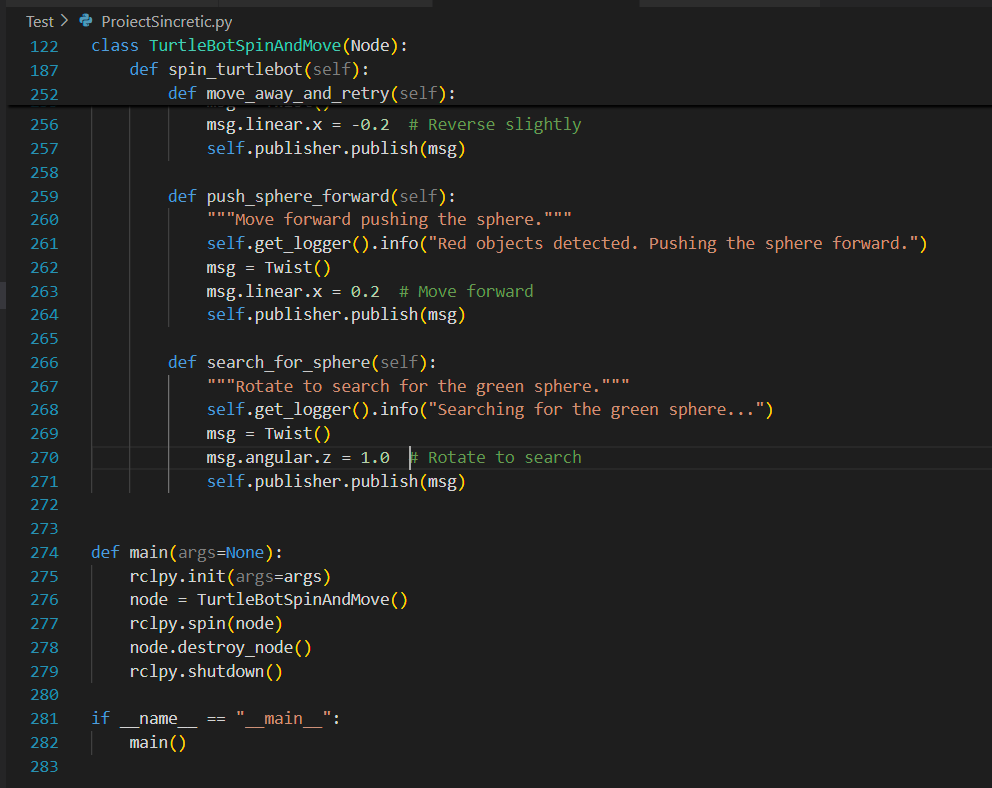 Test > ProiectSincretic.py
122 class TurtleBotSpinAndMove(Node):
187 def spin_turtlebot(self):
252 def move_away_and_retry(self):
256 msg.linear.x = -0.2  # Reverse slightly
257 self.publisher.publish(msg)
258
259 def push_sphere_forward(self):
260 """Move forward pushing the sphere."""
261 self.get_logger().info("Red objects detected. Pushing the sphere forward.")
262 msg = Twist()
263 msg.linear.x = 0.2  # Move forward
264 self.publisher.publish(msg)
265
266 def search_for_sphere(self):
267 """Rotate to search for the green sphere."""
268 self.get_logger().info("Searching for the green sphere...")
269 msg = Twist()
270 msg.angular.z = 1.0  # Rotate to search
271 self.publisher.publish(msg)
272
273
274 def main(args=None):
275 rclpy.init(args=args)
276 node = TurtleBotSpinAndMove()
277 rclpy.spin(node)
278 node.destroy_node()
279 rclpy.shutdown()
280
281 if __name__ == "__main__":
282 main()
283